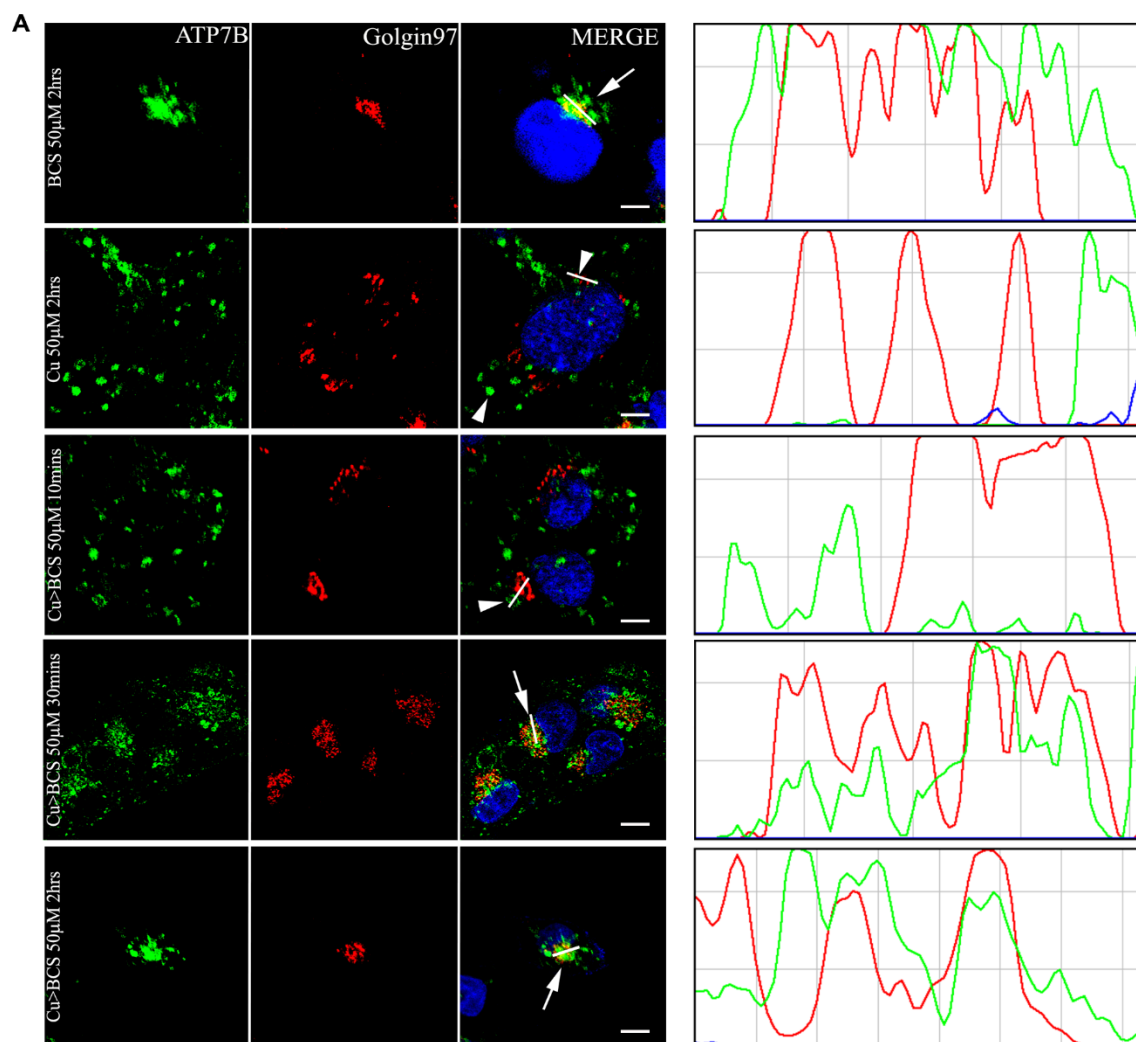 A
ATP7B
Golgin97
MERGE
BCS 50µM 2hrs
Cu 50µM 2hrs
Cu>BCS 50µM 10mins
Cu>BCS 50µM 30mins
Cu>BCS 50µM 2hrs